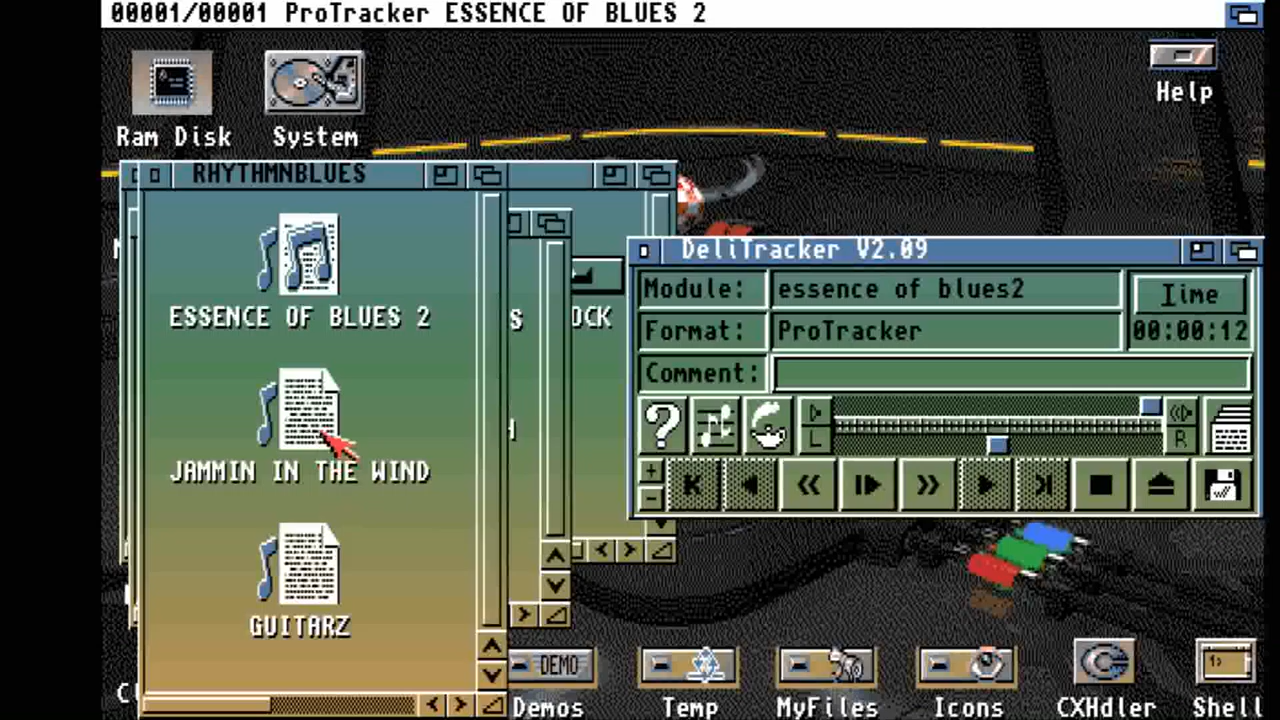 00001/00001 ProTracker ESSENCE OF BLUES 2
Ram Disk
System
Help
RHYTHMNBLUES
ESSENCE OF BLUES 2
JAMMIN IN THE WIND
GUITARZ
S
OCK
DeliTracker V2.09
Module: essence of blues2
Time
Format: ProTracker
00:00:12
Comment:
L
R
DEMO
Demos
Temp
MyFiles
Icons
CXHdler
Shell